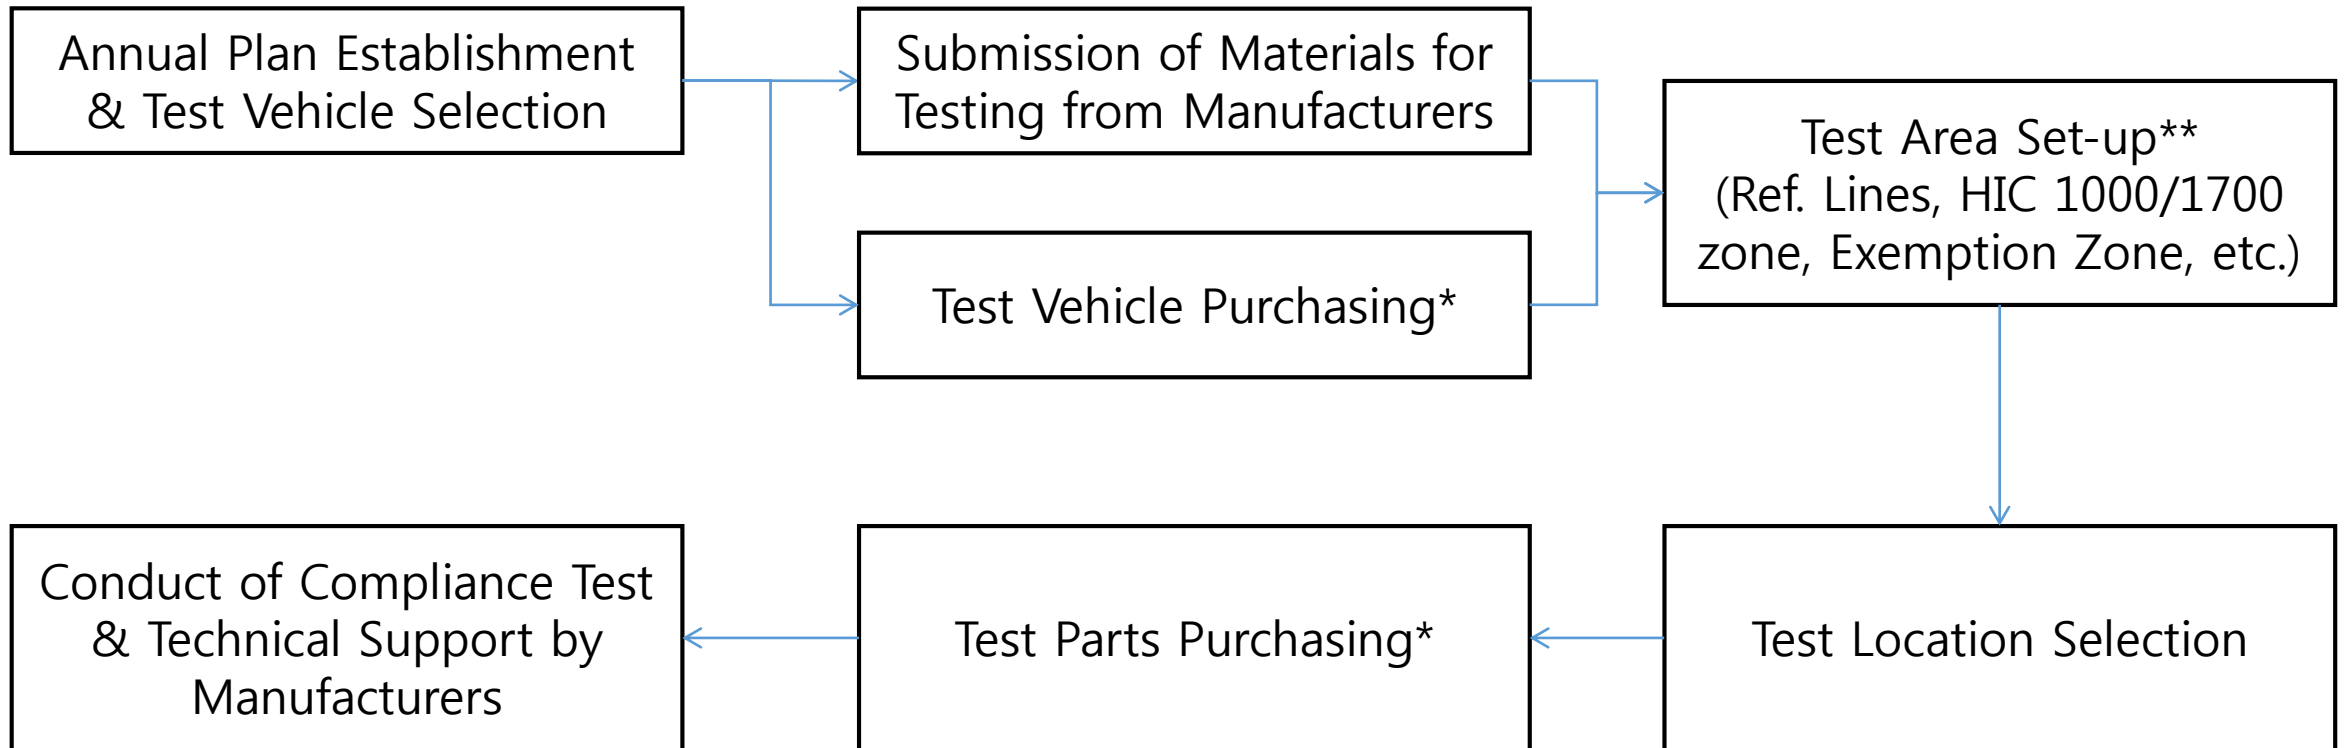 Annual Plan Establishment
& Test Vehicle Selection
Submission of Materials for
Testing from Manufacturers
Test Vehicle Purchasing*
Test Area Set-up**
(Ref. Lines, HIC 1000/1700
zone, Exemption Zone, etc.)
Test Location Selection
Test Parts Purchasing*
Conduct of Compliance Test
& Technical Support by
Manufacturers